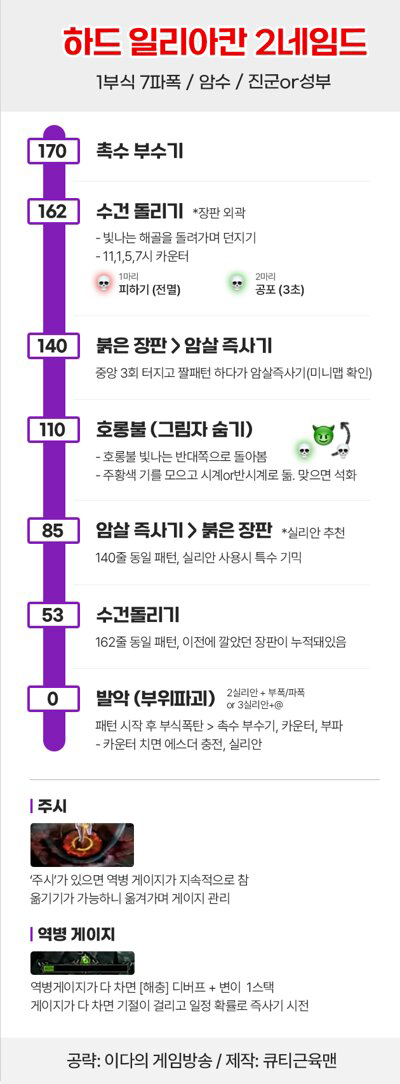 하드 일리아칸 2네임드
1부식 7파폭 / 암수 / 진군or성부
170 촉수 부수기
162 수건 돌리기 *장판 외곽
- 빛나는 해골을 돌려가며 던지기
- 11,1,5,7시 카운터
1마리 2마리
피하기 (전멸) 공포 (3초)
140 붉은 장판 > 암살 즉사기
중앙 3회 터지고 짤패턴 하다가 암살즉사기(미니맵 확인)
110 호롱불 (그림자 숨기)
- 호롱불 빛나는 반대쪽으로 돌아봄
- 주황색 기를 모으고 시계or반시계로 돎. 맞으면 석화
85 암살 즉사기 > 붉은 장판 *실리안 추천
140줄 동일 패턴, 실리안 사용시 특수 기믹
53 수건돌리기
162줄 동일 패턴, 이전에 깔았던 장판이 누적돼있음
0 발악 (부위파괴) 2실리안 + 부폭/파폭
or 3실리안+@
패턴 시작 후 부식폭탄 > 촉수 부수기, 카운터, 부파
- 카운터 치면 에스더 충전, 실리안
주시
'주시'가 있으면 역병 게이지가 지속적으로 참
옮기기가 가능하니 옮겨가며 게이지 관리
역병 게이지
역병게이지가 다 차면 [해충] 디버프 + 변이 1스택
게이지가 다 차면 기절이 걸리고 일정 확률로 즉사기 시전
공략: 이다의 게임방송 / 제작: 큐티근육맨